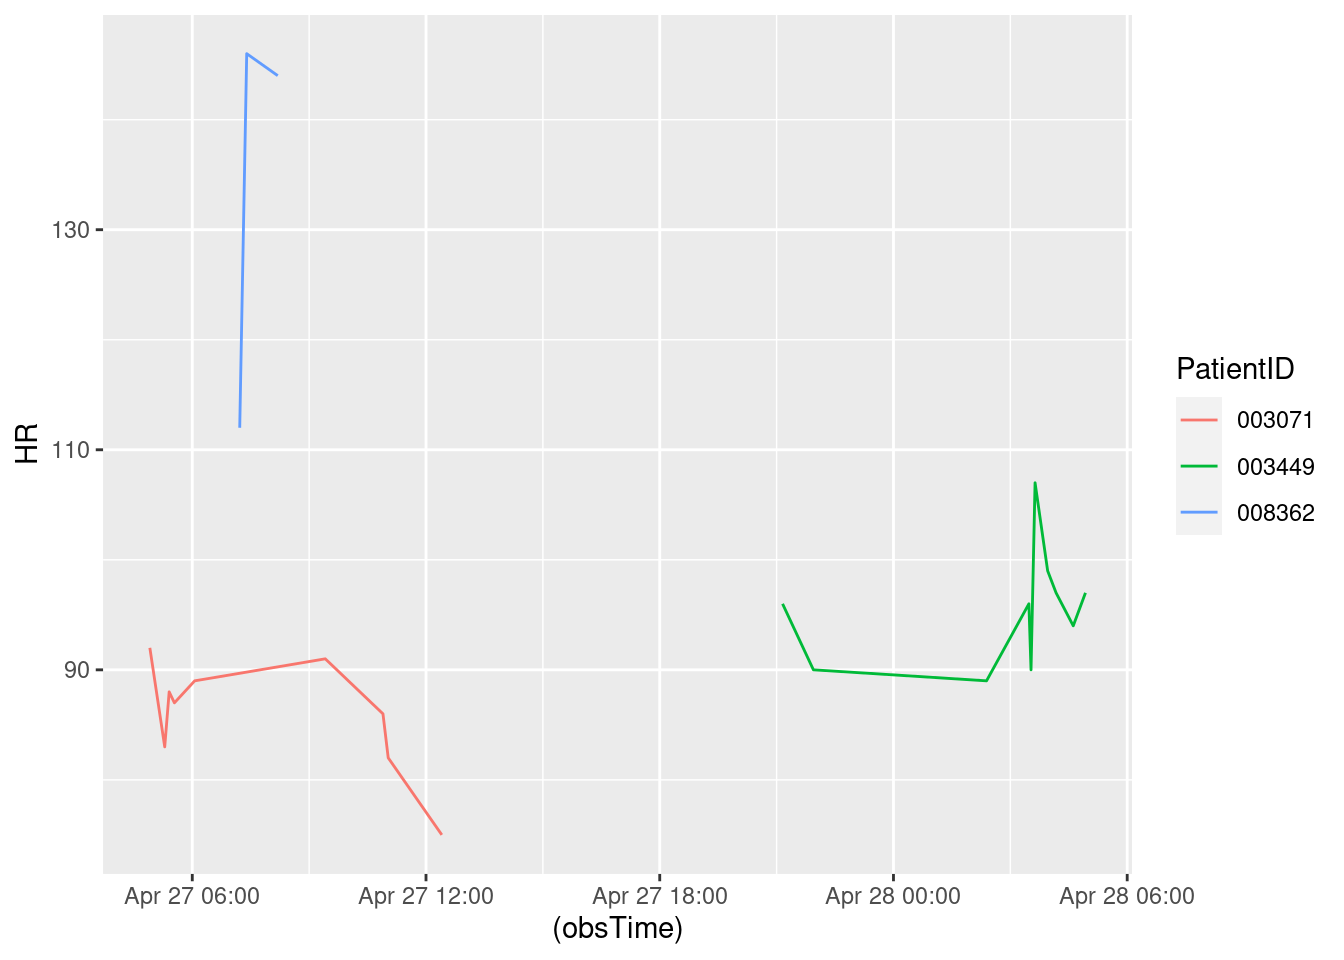 130
110
90
HR
Apr 27 06:00
Apr 27 12:00
Apr 27 18:00
Apr 28 00:00
Apr 28 06:00
(obsTime)
PatientID
003071
003449
008362